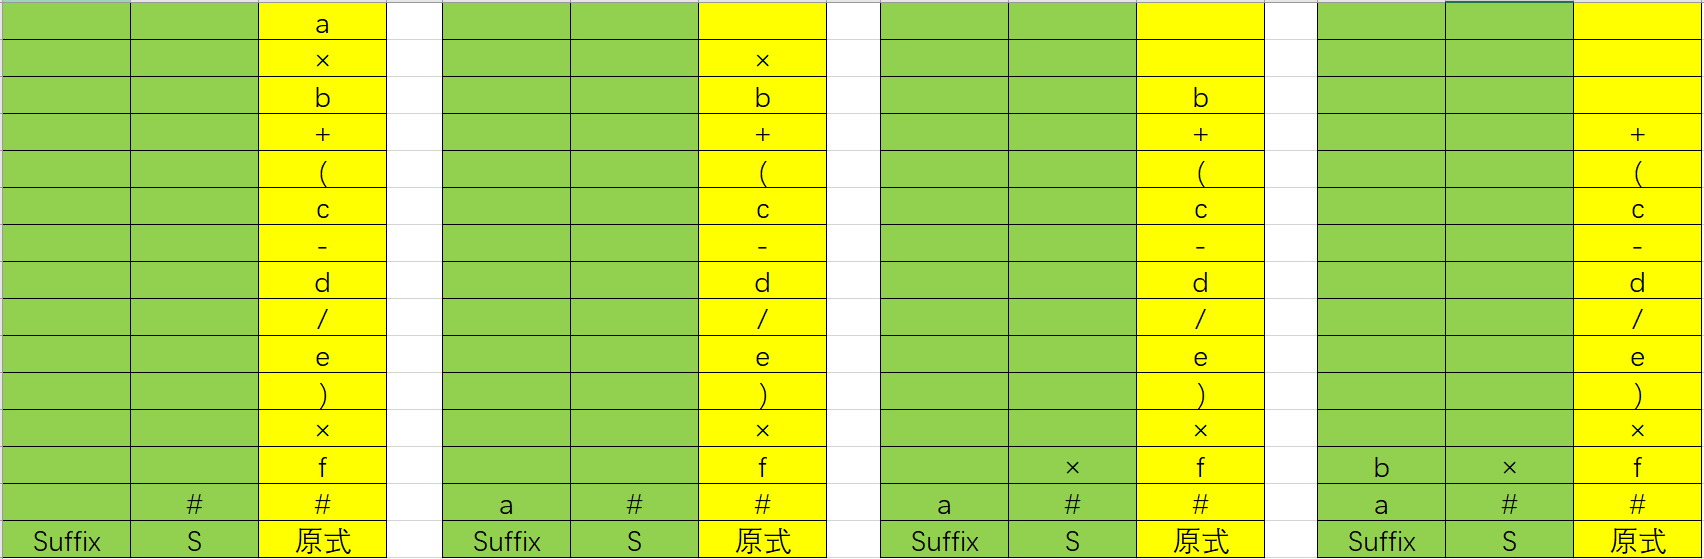 a
× × 
b b b
+ + + +
( ( ( (
c c c c
- - - -
d d d d
/ / / /
e e e e
) ) ) )
× × × ×
f f × f b × f
# # a # # a # # a # #
Suffix S 原式 Suffix S 原式 Suffix S 原式 Suffix S 原式